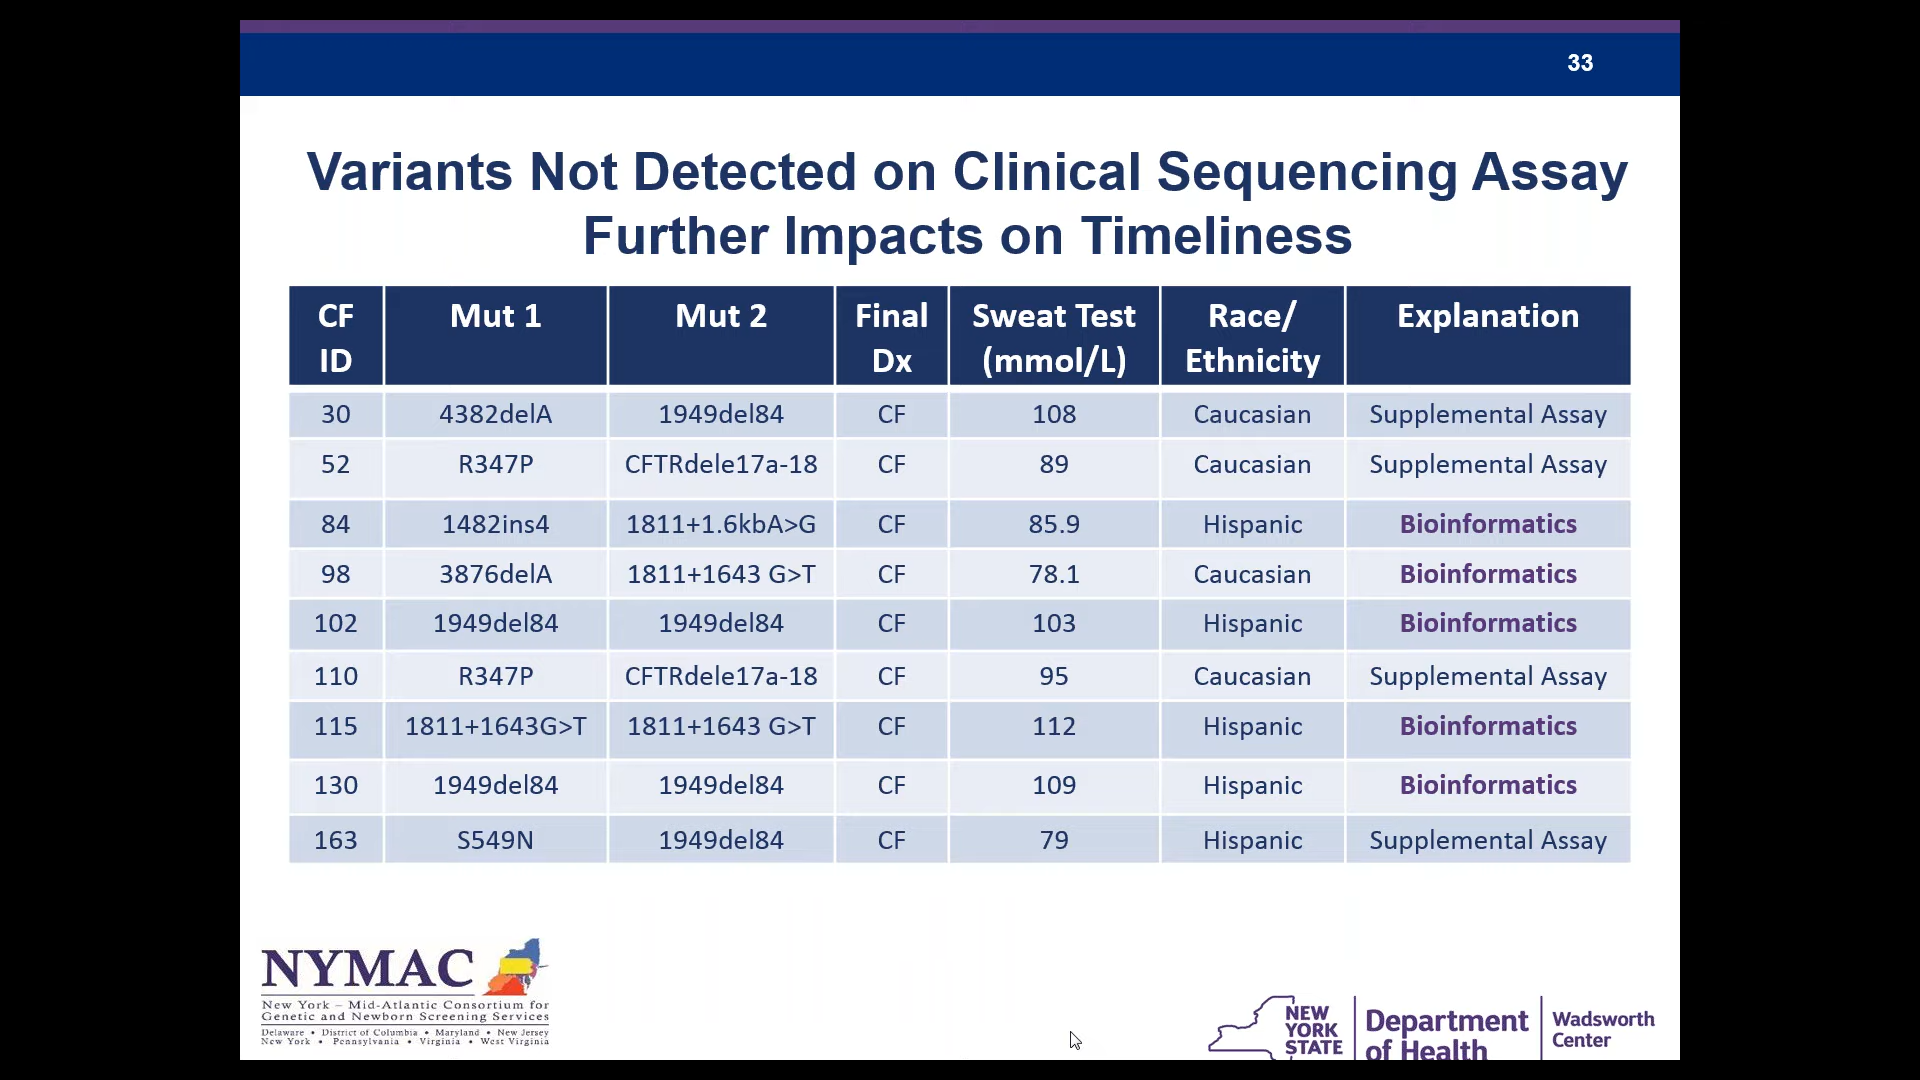 33
Variants Not Detected on Clinical Sequencing Assay
Further Impacts on Timeliness
CF ID Mut 1 Mut 2 Final Dx Sweat Test (mmol/L) Race/ Ethnicity Explanation
30 4382delA 1949del84 CF 108 Caucasian Supplemental Assay
52 R347P CFTRdele17a-18 CF 89 Caucasian Supplemental Assay
84 1482ins4 1811+1.6kbA>G CF 85.9 Hispanic Bioinformatics
98 3876delA 1811+1643 G>T CF 78.1 Caucasian Bioinformatics
102 1949del84 1949del84 CF 103 Hispanic Bioinformatics
110 R347P CFTRdele17a-18 CF 95 Caucasian Supplemental Assay
115 1811+1643G>T 1811+1643 G>T CF 112 Hispanic Bioinformatics
130 1949del84 1949del84 CF 109 Hispanic Bioinformatics
163 S549N 1949del84 CF 79 Hispanic Supplemental Assay
NYMAC
New York – Mid-Atlantic Consortium for
Genetic and Newborn Screening Services
Delaware • District of Columbia • Maryland • New Jersey
New York • Pennsylvania • Virginia • West Virginia
NEW
YORK
STATE
Department
of Health
Wadsworth
Center